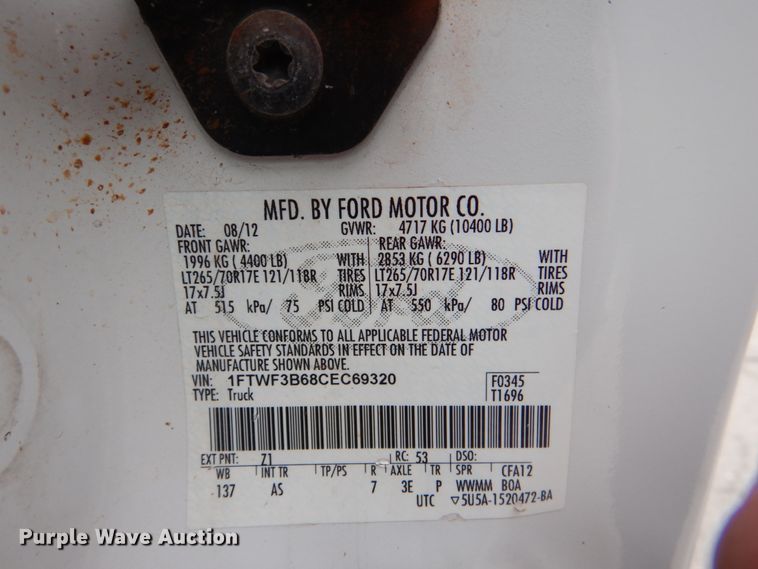 MFD. BY FORD MOTOR CO.
DATE: 08/12 GVWR: 4717 KG (10400 LB)
FRONT GAWR: REAR GAWR:
1996 KG ( 4400 LB) WITH 2853 KG ( 6290 LB) WITH
LT265/70R17E 121/118R TIRES LT265/70R17E 121/118R TIRES
17x7.5J RIMS 17x7.5J RIMS
AT 515 kPa/ 75 PSI COLD AT 550 kPa/ 80 PSI COLD
THIS VEHICLE CONFORMS TO ALL APPLICABLE FEDERAL MOTOR
VEHICLE SAFETY STANDARDS IN EFFECT ON THE DATE OF
MANUFACTURE SHOWN ABOVE.
VIN: 1FTWF3B68CEC69320 F0345
TYPE: Truck T1696
EXT PNT: Z1 RC: 53 DSO:
WB INT TR TP/PS R AXLE TR SPR CFA12
137 AS 7 3E P WWMM BOA
UTC ▽5U5A-1520472-BA
Purple Wave Auction